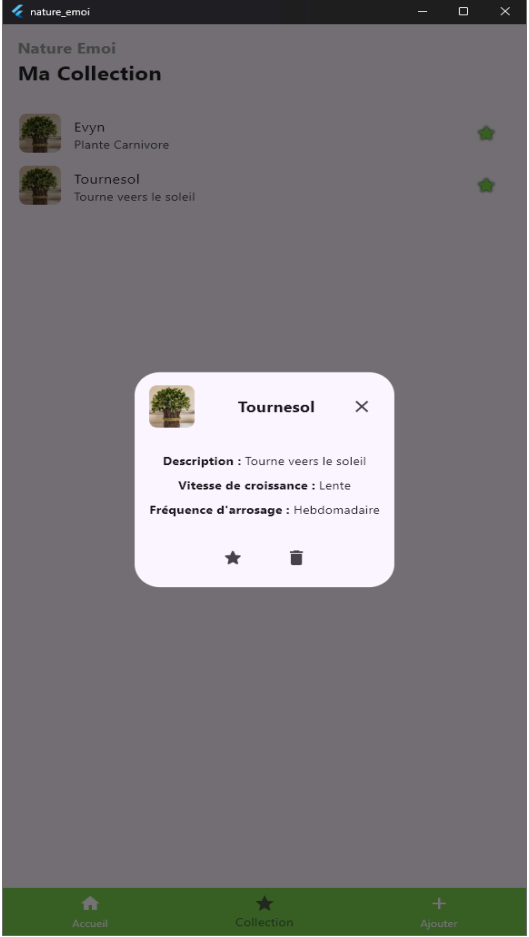 nature_emoi
Nature Emoi
Ma Collection
Evyn
Plante Carnivore
Tournesol
Tourne veers le soleil
Tournesol
Description : Tourne veers le soleil
Vitesse de croissance : Lente
Fréquence d'arrosage : Hebdomadaire
Accueil
Collection
Ajouter